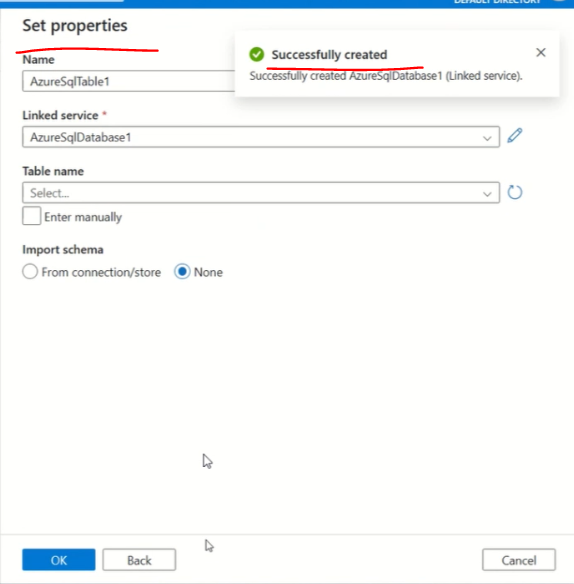 DEFAULT DIRECTORY
Set properties
Successfully created
Successfully created AzureSqlDatabase1 (Linked service).
Name
AzureSqlTable1
Linked service *
AzureSqlDatabase1
Table name
Select...
Enter manually
Import schema
From connection/store None
OK Back Cancel